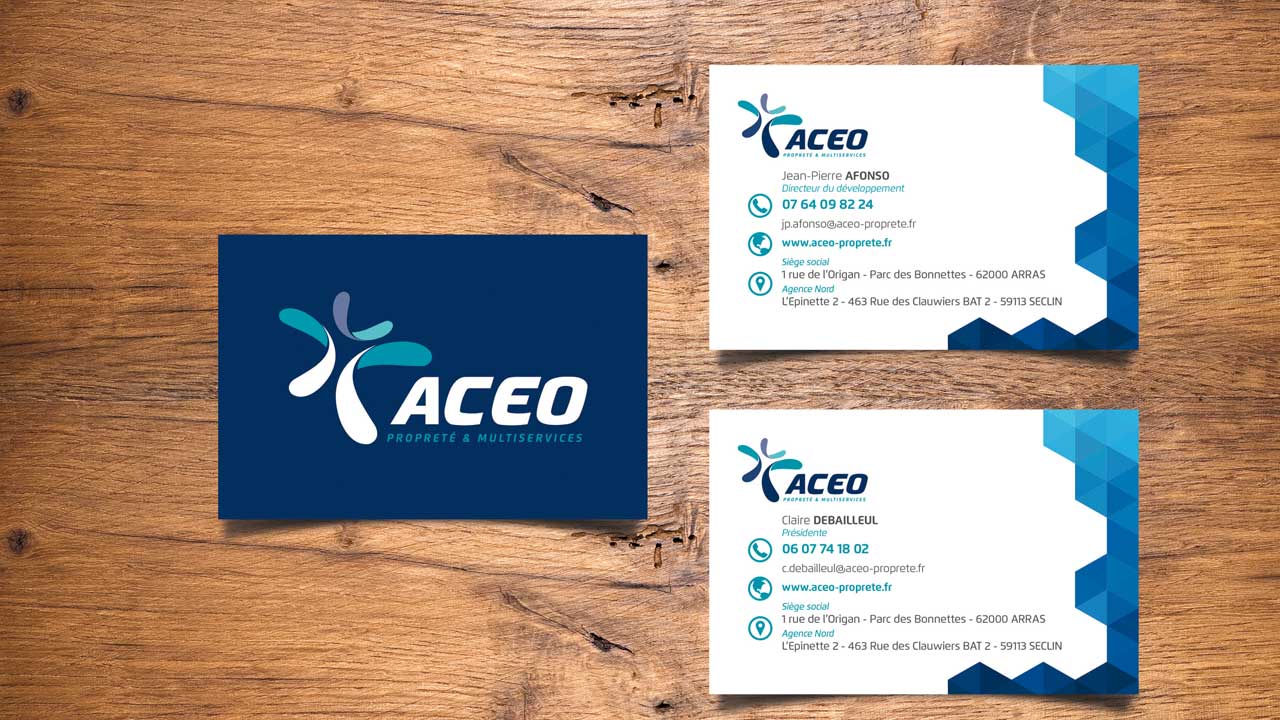 ACEO
PROPRETÉ & MULTISERVICES
ACEO
PROPRETÉ & MULTISERVICES
Jean-Pierre AFONSO
Directeur du développement
07 64 09 82 24
jp.afonso@aceo-proprete.fr
www.aceo-proprete.fr
Siège social
1 rue de l'Origan - Parc des Bonnettes - 62000 ARRAS
Agence Nord
L'Epinette 2 - 463 Rue des Clauwiers BAT 2 - 59113 SECLIN
ACEO
PROPRETÉ & MULTISERVICES
Claire DEBAILLEUL
Présidente
06 07 74 18 02
c.debailleul@aceo-proprete.fr
www.aceo-proprete.fr
Siège social
1 rue de l'Origan - Parc des Bonnettes - 62000 ARRAS
Agence Nord
L'Epinette 2 - 463 Rue des Clauwiers BAT 2 - 59113 SECLIN